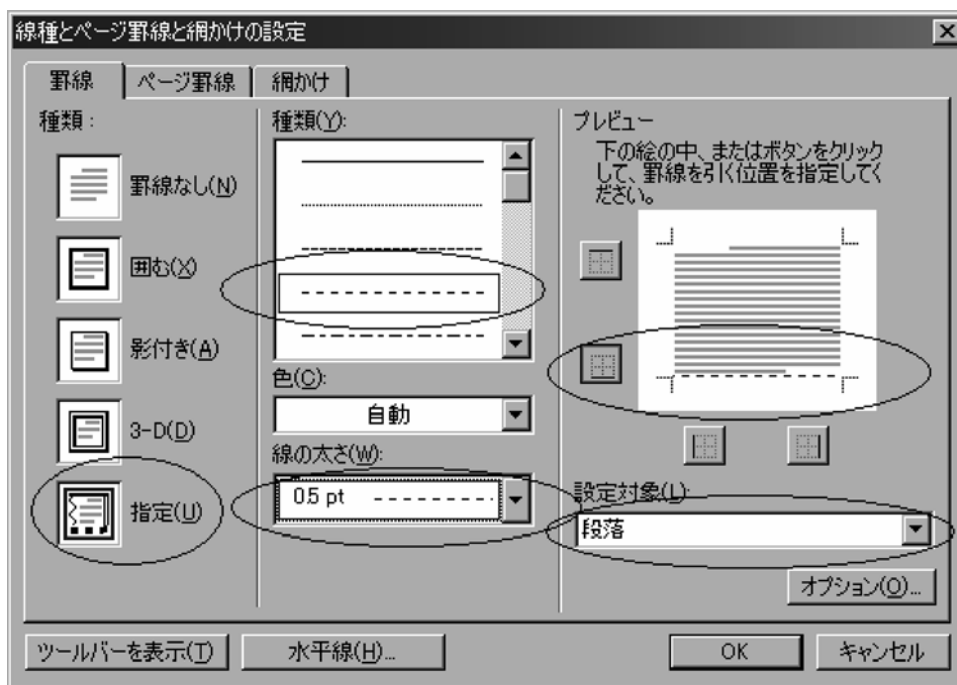 線種とページ罫線と網かけの設定
罫線
ページ罫線
網かけ
種類:
罫線なし(N)
囲む(X)
影付き(A)
3-D(D)
指定(U)
種類(Y):
色(C):
自動
線の太さ(W):
0.5 pt
プレビュー
下の絵の中、またはボタンをクリック
して、罫線を引く位置を指定してく
ださい。
設定対象(L):
段落
オプション(O)...
ツールバーを表示(T)
水平線(H)...
OK
キャンセル